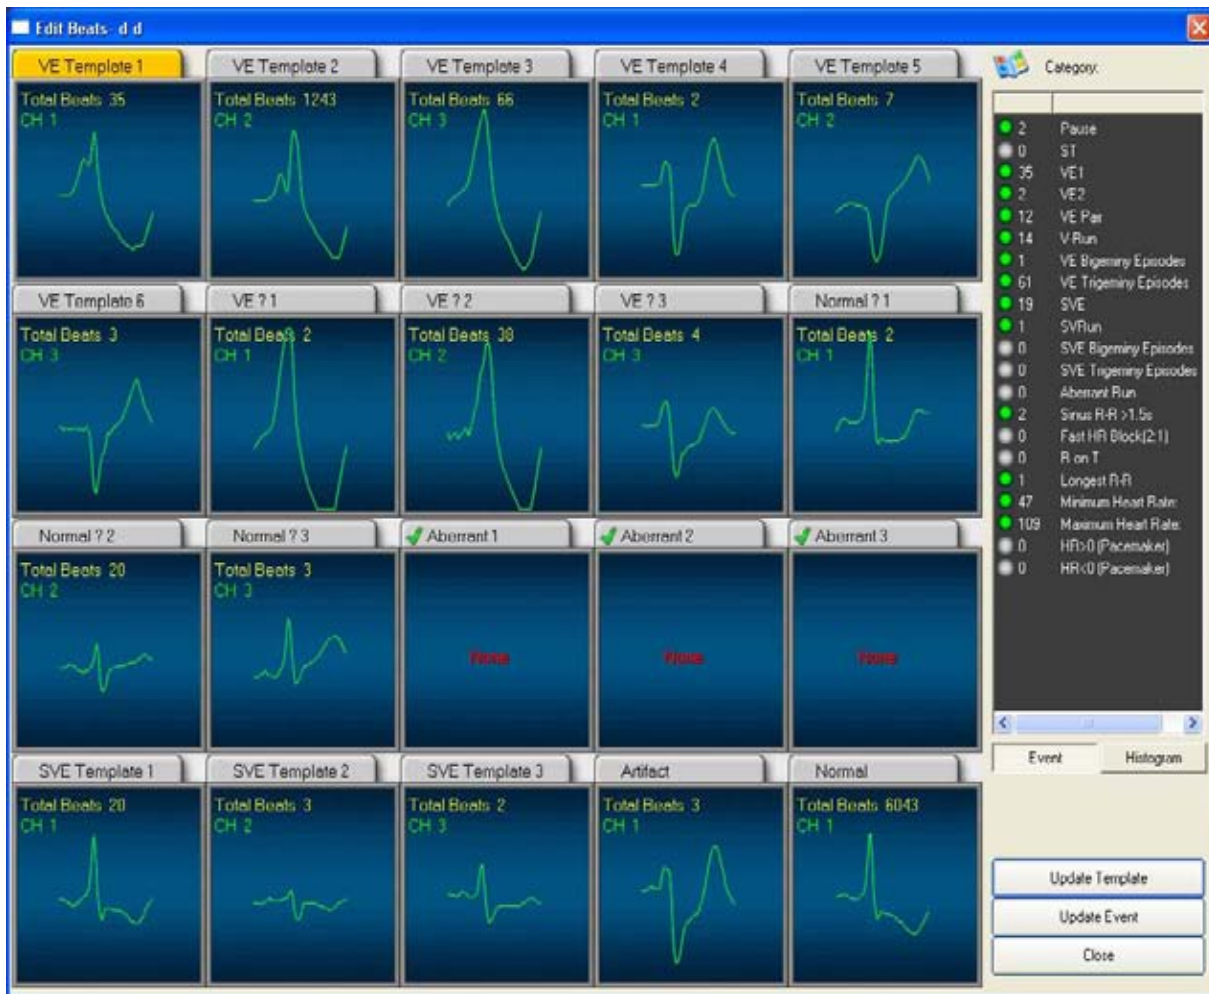 Edit Beats- d d
VE Template 1
VE Template 2
VE Template 3
VE Template 4
VE Template 5
Total Beats 35
CH 1
Total Beats 1243
CH 2
Total Beats 66
CH 3
Total Beats 2
CH 1
Total Beats 7
CH 2
VE Template 6
VE ? 1
VE ? 2
VE ? 3
Normal ? 1
Total Beats 3
CH 3
Total Beats 2
CH 1
Total Beats 38
CH 2
Total Beats 4
CH 3
Total Beats 2
CH 1
Normal ? 2
Normal ? 3
Aberrant 1
Aberrant 2
Aberrant 3
Total Beats 20
CH 2
Total Beats 3
CH 3
None
None
None
SVE Template 1
SVE Template 2
SVE Template 3
Artifact
Normal
Total Beats 20
CH 1
Total Beats 3
CH 2
Total Beats 2
CH 3
Total Beats 3
CH 1
Total Beats 6043
CH 1
Category:
2 Pause
0 ST
35 VE1
2 VE2
12 VE Pair
14 V-Run
1 VE Bigeminy Episodes
61 VE Trigeminy Episodes
19 SVE
1 SVRun
0 SVE Bigeminy Episodes
0 SVE Trigeminy Episodes
0 Aberrant Run
2 Sinus R-R >1.5s
0 Fast HR Block(2:1)
0 R on T
1 Longest R-R
47 Minimum Heart Rate:
109 Maximum Heart Rate:
0 HR>0 (Pacemaker)
0 HR<0 (Pacemaker)
Event
Histogram
Update Template
Update Event
Close